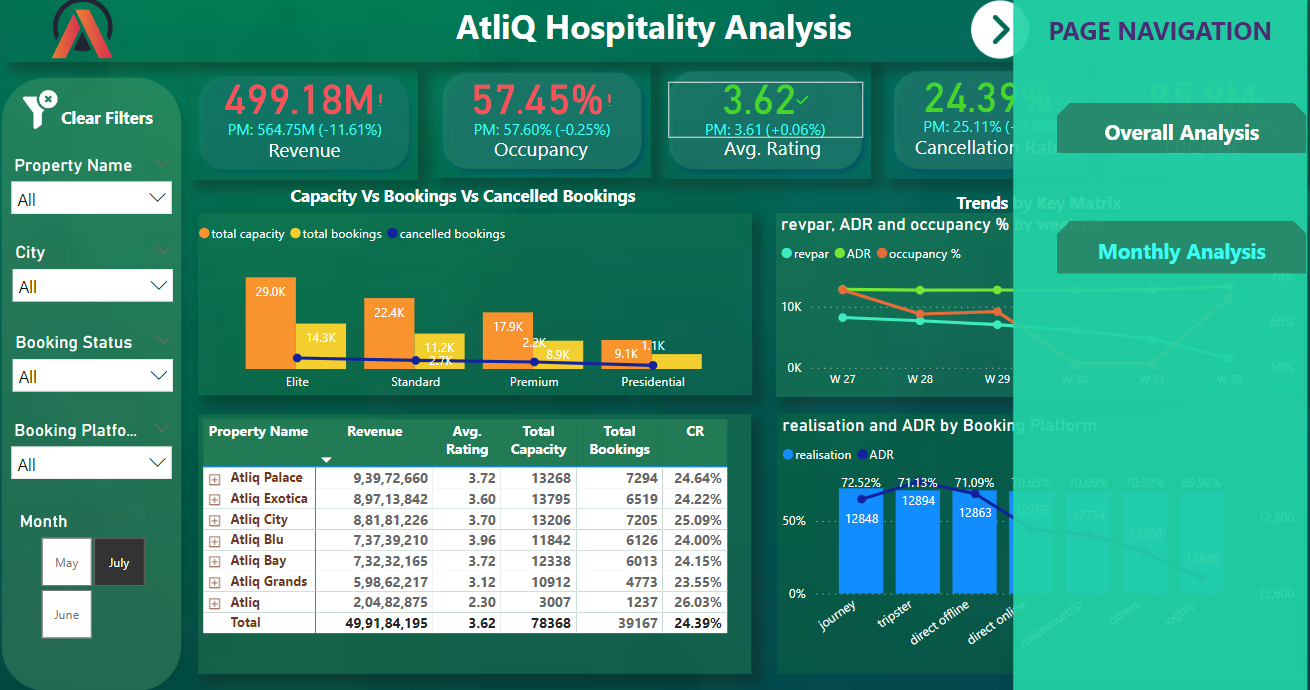 AtliQ Hospitality Analysis
PAGE NAVIGATION
Clear Filters
Property Name
All
City
All
Booking Status
All
Booking Platfo...
All
Month
May
July
June
499.18M!
PM: 564.75M (-11.61%)
Revenue
57.45%!
PM: 57.60% (-0.25%)
Occupancy
3.62
PM: 3.61 (+0.06%)
Avg. Rating
24.39%
PM: 25.11% (-2.88%)
Cancellation Rate
Overall Analysis
Monthly Analysis
Capacity Vs Bookings Vs Cancelled Bookings
total capacity total bookings cancelled bookings
29.0K
14.3K
22.4K
11.2K
2.7K
17.9K
2.2K
8.9K
9.1K
1.1K
Elite Standard Premium Presidential
Trends by Key Matrix
revpar, ADR and occupancy % by week no
revpar ADR occupancy %
10K
0K
70%
60%
50%
W 27 W 28 W 29 W 30 W 31 W 32
Property Name Revenue Avg. Rating Total Capacity Total Bookings CR
Atliq Palace 9,39,72,660 3.72 13268 7294 24.64%
Atliq Exotica 8,97,13,842 3.60 13795 6519 24.22%
Atliq City 8,81,81,226 3.70 13206 7205 25.09%
Atliq Blu 7,37,39,210 3.96 11842 6126 24.00%
Atliq Bay 7,32,32,165 3.72 12338 6013 24.15%
Atliq Grands 5,98,62,217 3.12 10912 4773 23.55%
Atliq 2,04,82,875 2.30 3007 1237 26.03%
Total 49,91,84,195 3.62 78368 39167 24.39%
realisation and ADR by Booking Platform
realisation ADR
72.52% 71.13% 71.09% 70.65% 70.60% 70.32% 69.96%
12848 12894 12863 12769 12754 12708 12640
50%
0%
12,800
12,600
journey tripster direct offline direct online makeyourtrip others logtrip